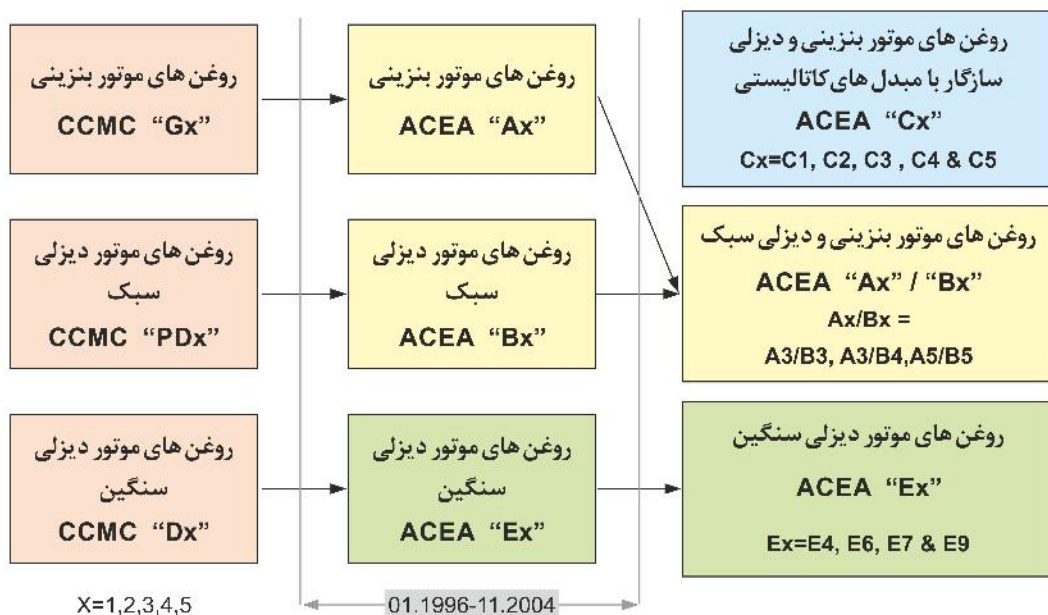 روغن های موتور بنزینی
CCMC “Gx”
روغن های موتور بنزینی
ACEA “Ax”
روغن های موتور بنزینی و دیزلی
سازگار با مبدل های کاتالیستی
ACEA “Cx”
Cx=C1, C2, C3 , C4 & C5
روغن های موتور دیزلی
سبک
CCMC “PDx”
روغن های موتور دیزلی
سبک
ACEA “Bx”
روغن های موتور بنزینی و دیزلی سبک
ACEA “Ax” / “Bx”
Ax/Bx =
A3/B3, A3/B4,A5/B5
روغن های موتور دیزلی
سنگین
CCMC “Dx”
روغن های موتور دیزلی
سنگین
ACEA “Ex”
روغن های موتور دیزلی سنگین
ACEA “Ex”
Ex=E4, E6, E7 & E9
X=1,2,3,4,5
01.1996-11.2004